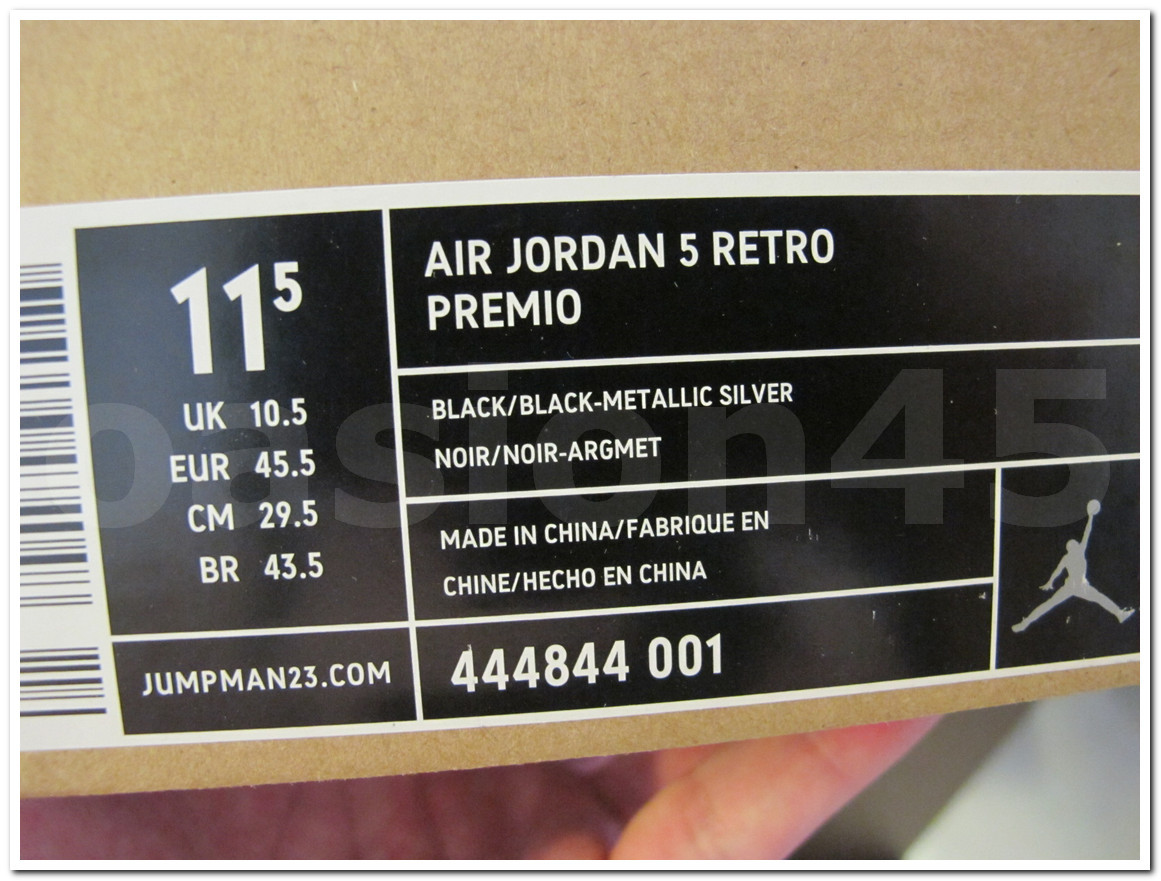 11⁵
UK 10.5
EUR 45.5
CM 29.5
BR 43.5
JUMPMAN23.COM
AIR JORDAN 5 RETRO
PREMIO
BLACK/BLACK-METALLIC SILVER
NOIR/NOIR-ARGMET
MADE IN CHINA/FABRIQUE EN
CHINE/HECHO EN CHINA
444844 001
pasion45